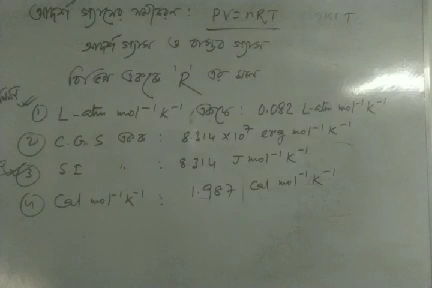 আদর্শ গ্যাসের সমীকরণ : PV = nRT
আদর্শ গ্যাস ও বাস্তব গ্যাস
বিভিন্ন এককে 'R' এর মান
① L-atm mol⁻¹ K⁻¹ এককে : 0.082 L-atm mol⁻¹ K⁻¹
② C.G.S একক : 8.314 × 10⁷ erg mol⁻¹ K⁻¹
③ SI " : 8.314 J mol⁻¹ K⁻¹
④ Cal mol⁻¹ K⁻¹ : 1.987 Cal mol⁻¹ K⁻¹